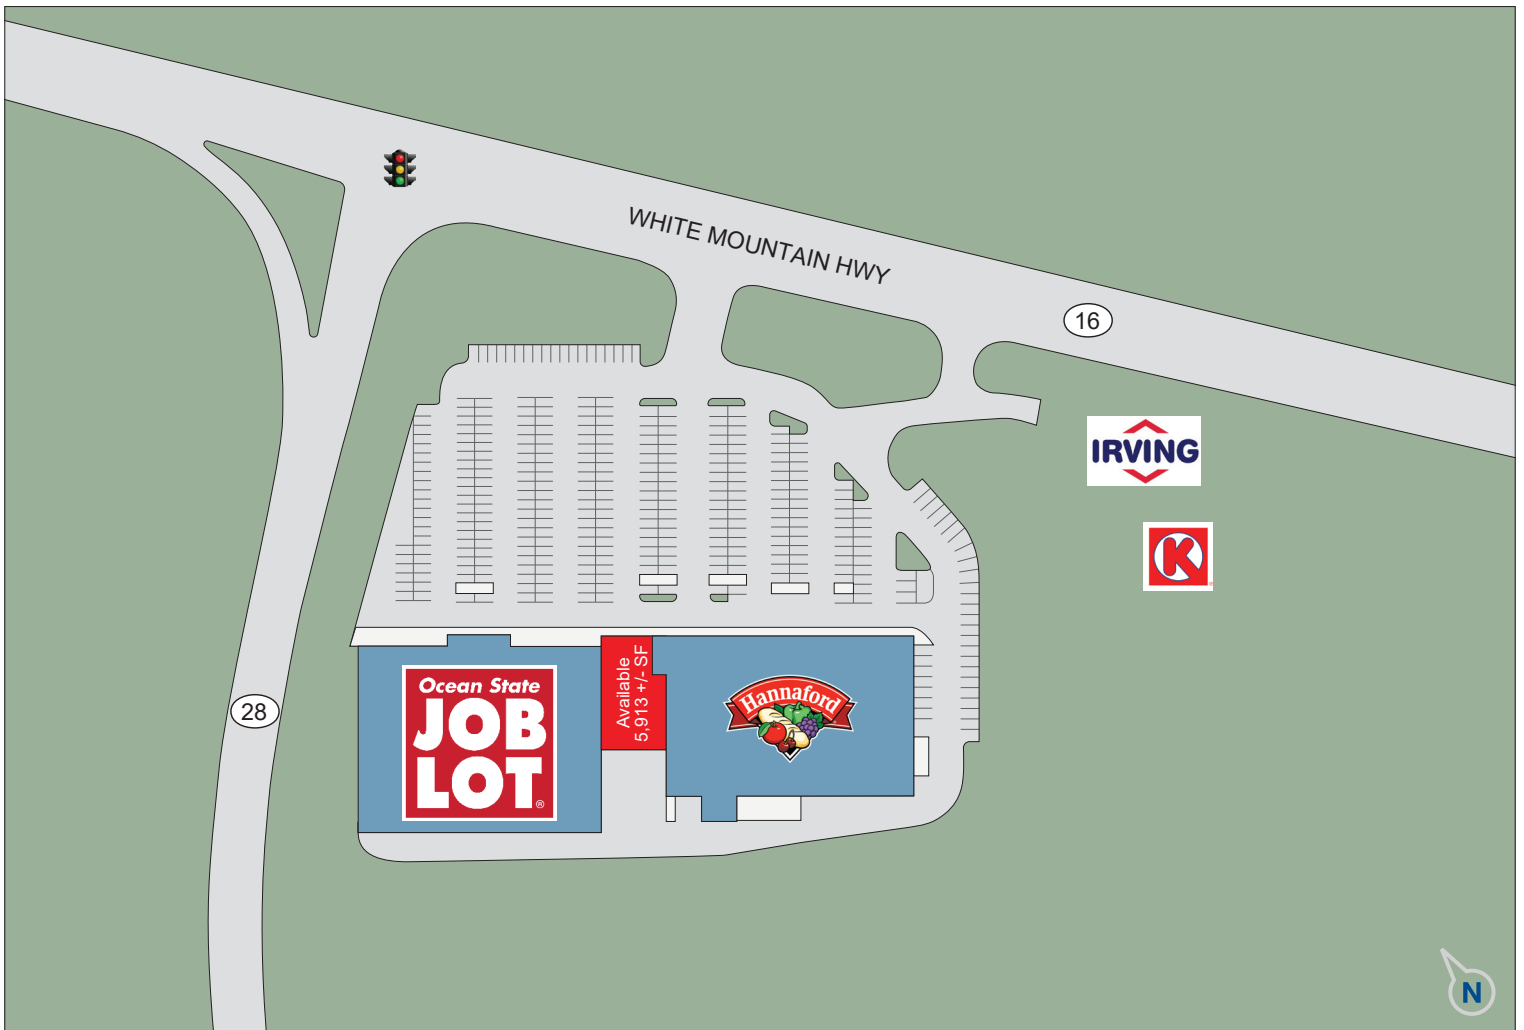 WHITE MOUNTAIN HWY
16
IRVING
K
28
Ocean State
JOB
LOT®
Available
5,913 +/- SF
Hannaford
N